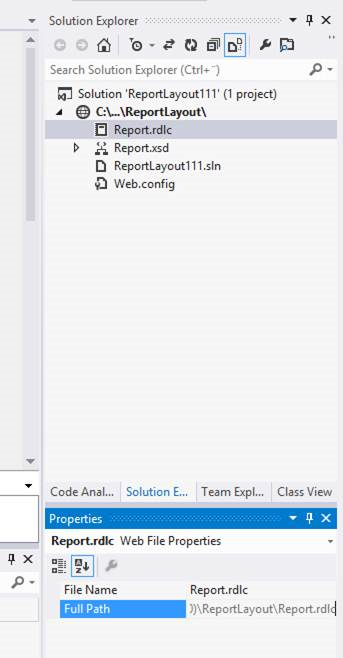 Solution Explorer
Search Solution Explorer (Ctrl+¨)
Solution 'ReportLayout111' (1 project)
C:\...\ReportLayout\
Report.rdlc
Report.xsd
ReportLayout111.sln
Web.config
Code Anal... Solution E... Team Expl... Class View
Properties
Report.rdlc Web File Properties
File Name Report.rdlc
Full Path ))\ReportLayout\Report.rdlc